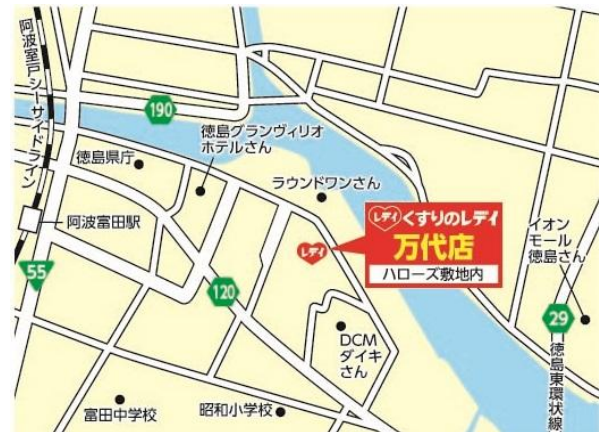 阿波室戸シーサイドライン
190
徳島県庁
徳島グランヴィリオ
ホテルさん
ラウンドワンさん
阿波富田駅
レデイ くすりのレデイ
万代店
ハローズ敷地内
レデイ
イオン
モール
徳島さん
55
120
29
DCM
ダイキ
さん
徳島東環状線
富田中学校
昭和小学校